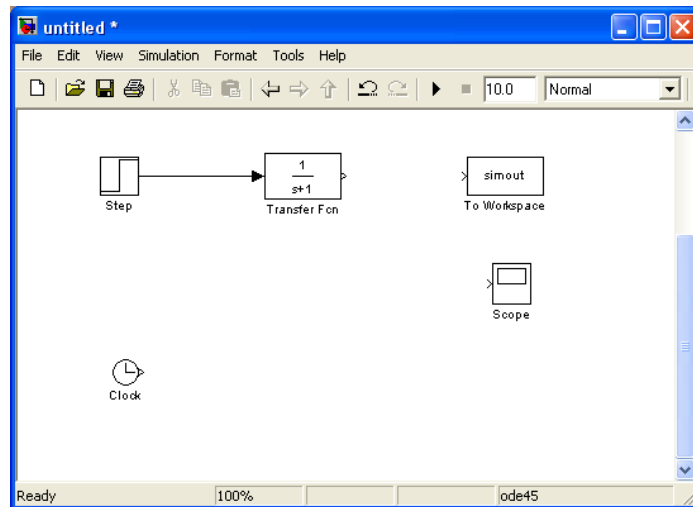 untitled *
File Edit View Simulation Format Tools Help
10.0 Normal
1
s+1
simout
Step
Transfer Fcn
To Workspace
Scope
Clock
Ready 100% ode45